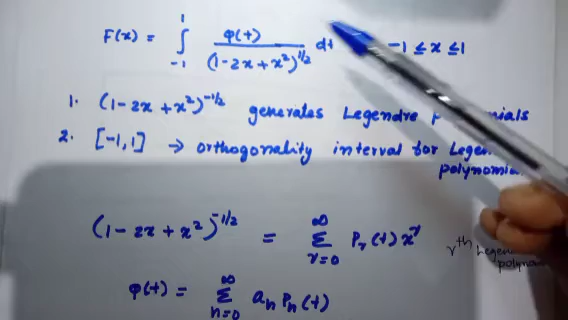 F(x) = ∫_{-1}^{1} φ(t) / (1-2x+x²)^{1/2} dt -1 ≤ x ≤ 1
1. (1-2x+x²)^{-1/2} generates Legendre polynomials
2. [-1,1] → orthogonality interval for
(1-2x+x²)^{-1/2} = Σ_{r=0}^{∞} P_r(t) x^r
r^th
φ(t) = Σ_{n=0}^{∞} a_n P_n(t)